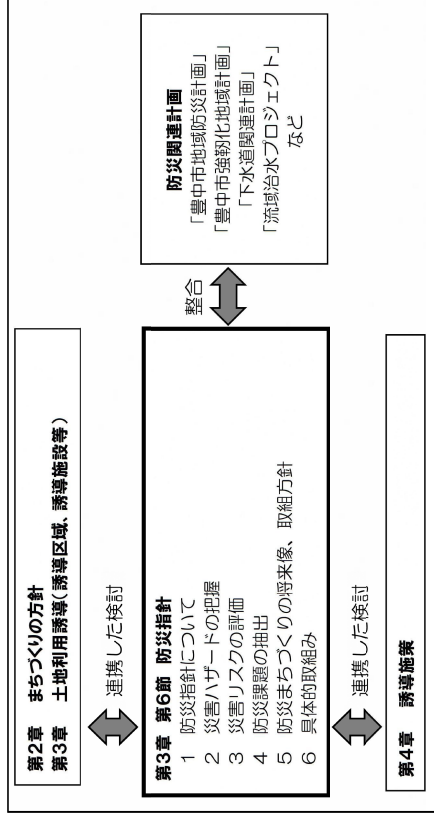 第2章　まちづくりの方針
第3章　土地利用誘導（誘導区域、誘導施設等）
連携した検討
第3章　第6節　防災指針
1　防災指針について
2　災害ハザードの把握
3　災害リスクの評価
4　防災課題の抽出
5　防災まちづくりの将来像、取組方針
6　具体的取組み
整合
防災関連計画
「豊中市地域防災計画」
「豊中市強靱化地域計画」
「下水道関連計画」
「流域治水プロジェクト」
など
連携した検討
第4章　誘導施策